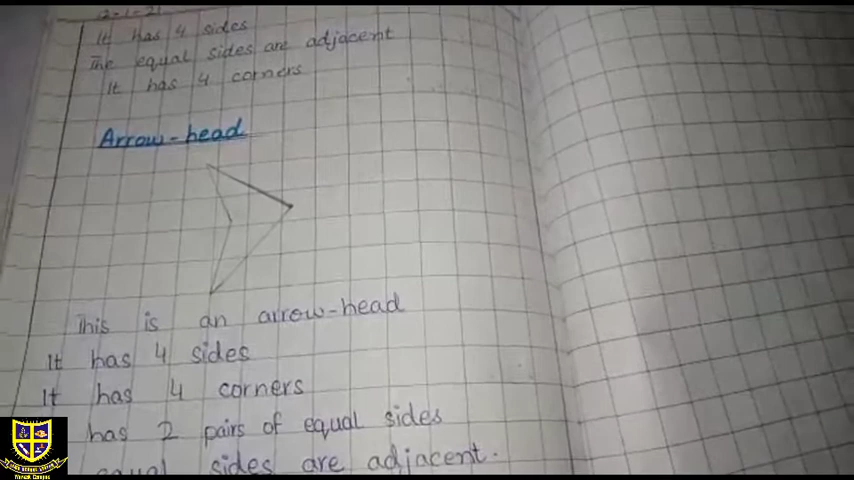 It has 4 sides
The equal sides are adjacent
It has 4 corners
Arrow-head
This is an arrow-head
It has 4 sides
It has 4 corners
has 2 pairs of equal sides
equal sides are adjacent.